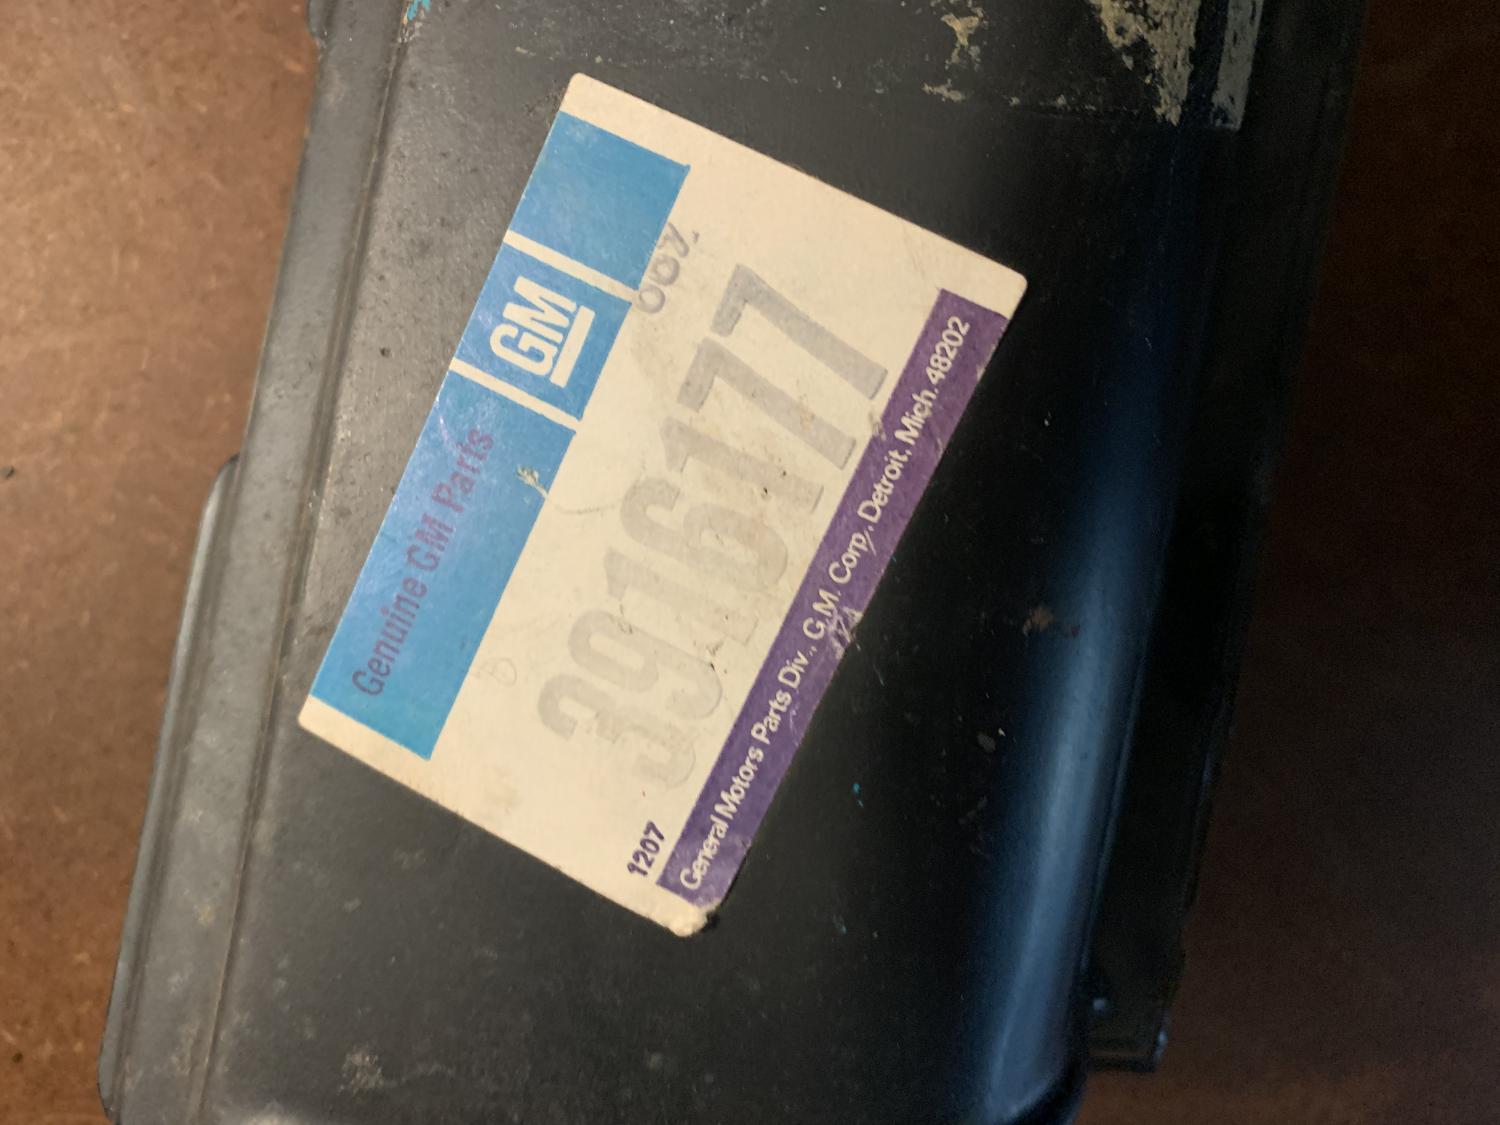 Genuine GM Parts
GM
3916177
1207
General Motors Parts Div., G.M. Corp., Detroit, Mich. 48202